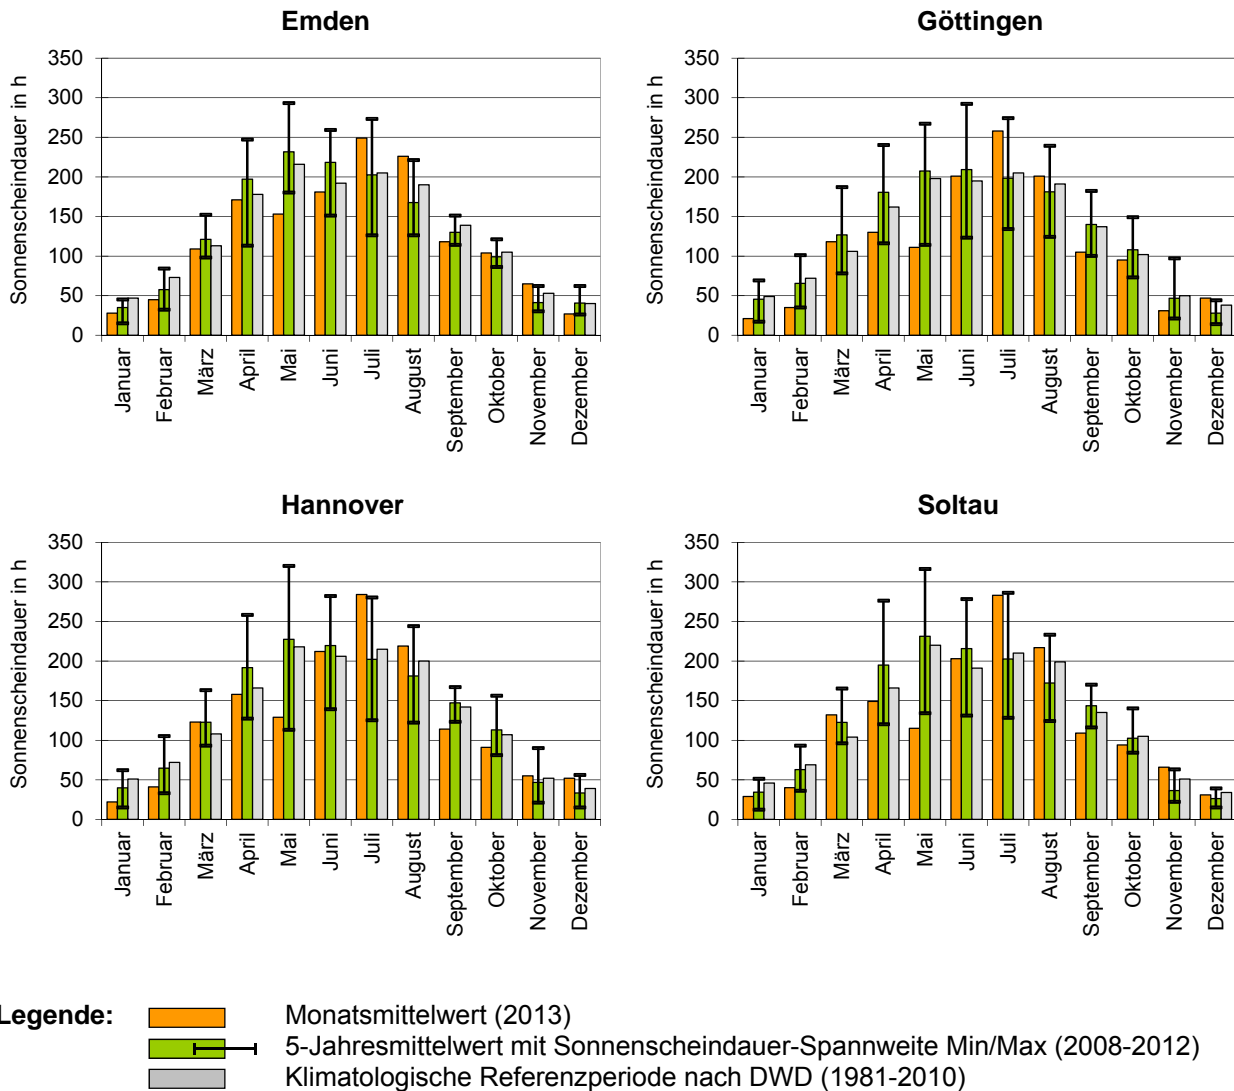 Emden
Sonnenscheindauer in h
350
300
250
200
150
100
50
0
Januar
Februar
März
April
Mai
Juni
Juli
August
September
Oktober
November
Dezember
Göttingen
Sonnenscheindauer in h
350
300
250
200
150
100
50
0
Januar
Februar
März
April
Mai
Juni
Juli
August
September
Oktober
November
Dezember
Hannover
Sonnenscheindauer in h
350
300
250
200
150
100
50
0
Januar
Februar
März
April
Mai
Juni
Juli
August
September
Oktober
November
Dezember
Soltau
Sonnenscheindauer in h
350
300
250
200
150
100
50
0
Januar
Februar
März
April
Mai
Juni
Juli
August
September
Oktober
November
Dezember
Legende:
Monatsmittelwert (2013)
5-Jahresmittelwert mit Sonnenscheindauer-Spannweite Min/Max (2008-2012)
Klimatologische Referenzperiode nach DWD (1981-2010)